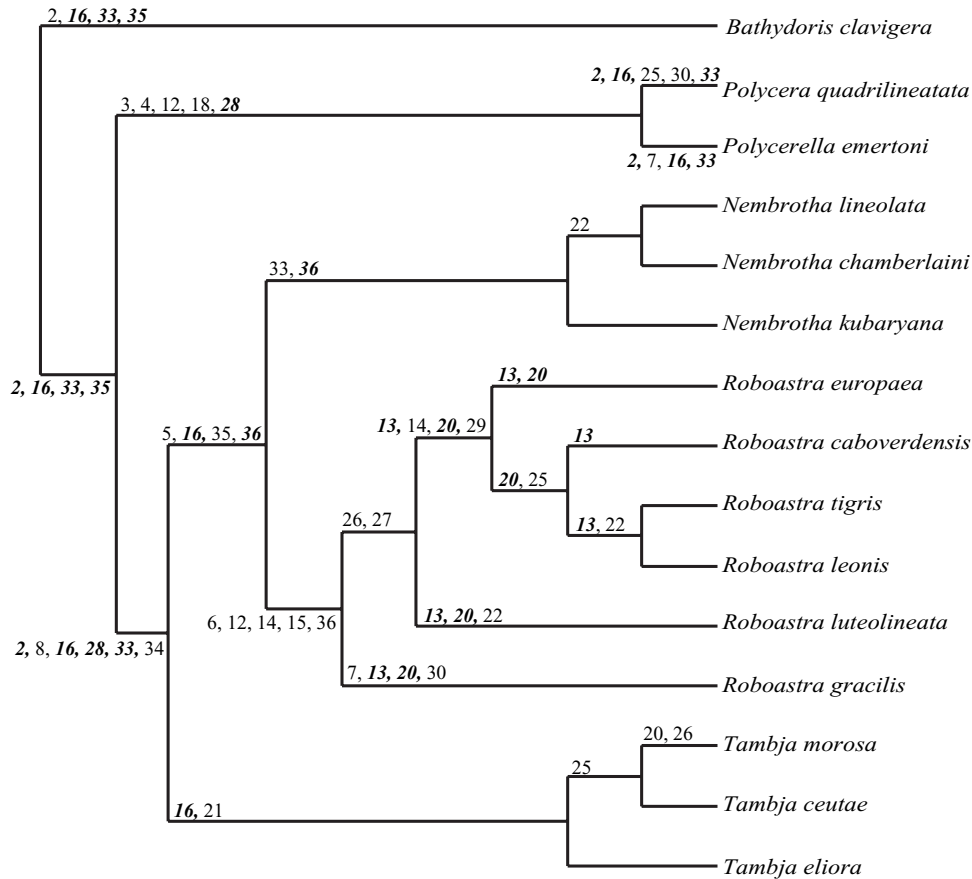 2, 16, 33, 35
Bathydoris clavigera
2, 16, 25, 30, 33
Polycera quadrilineatata
3, 4, 12, 18, 28
Polycerella emertoni
2, 7, 16, 33
Nembrotha lineolata
22
Nembrotha chamberlaini
33, 36
Nembrotha kubaryana
13, 20
Roboastra europaea
2, 16, 33, 35
13, 14, 20, 29
5, 16, 35, 36
13
Roboastra caboverdensis
20, 25
Roboastra tigris
26, 27
13, 22
Roboastra leonis
6, 12, 14, 15, 36
13, 20, 22
Roboastra luteolineata
2, 8, 16, 28, 33, 34
7, 13, 20, 30
Roboastra gracilis
20, 26
Tambja morosa
25
Tambja ceutae
16, 21
Tambja eliora